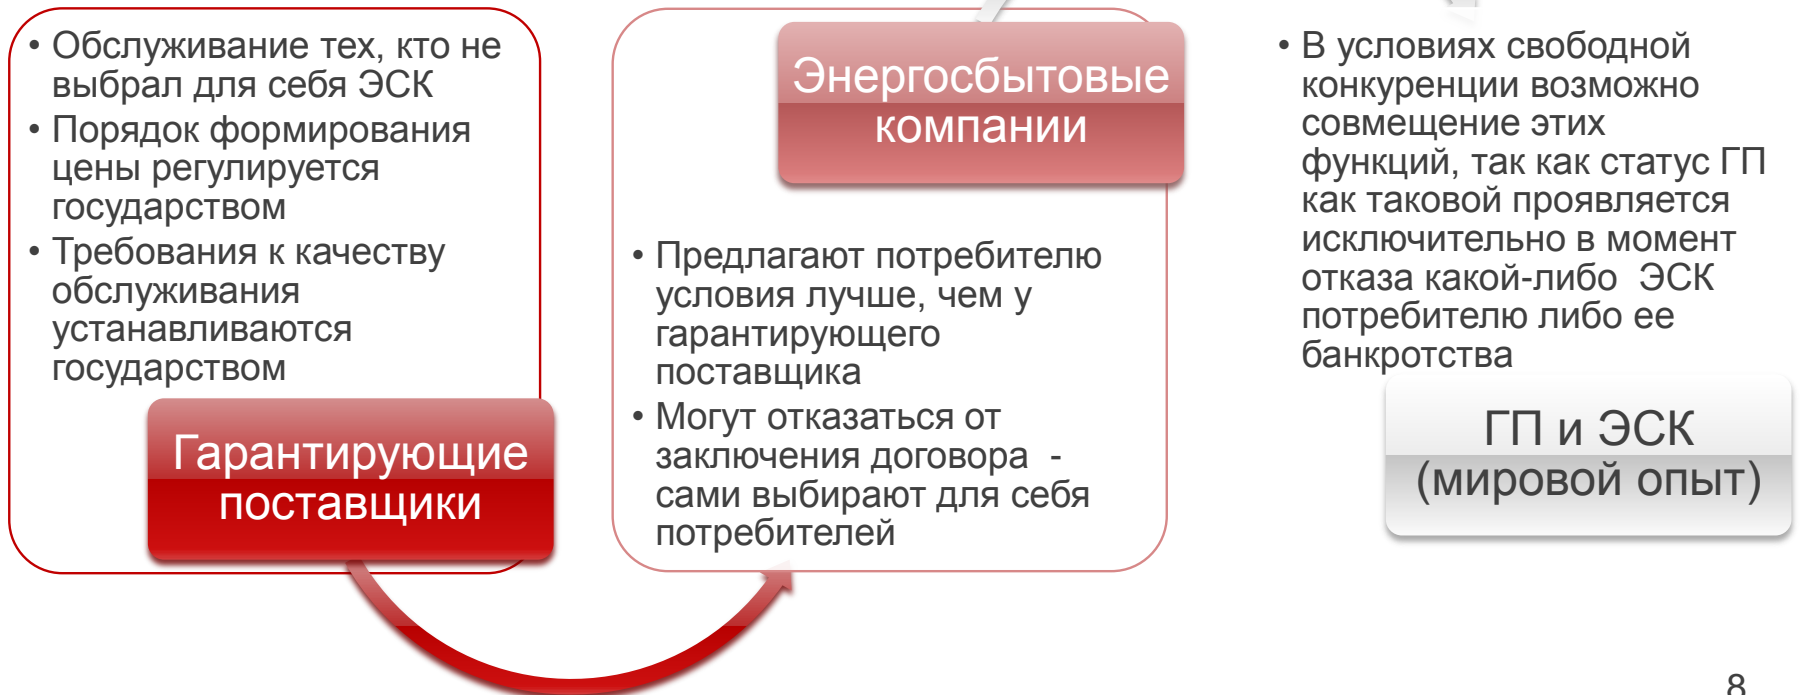 • Обслуживание тех, кто не
выбрал для себя ЭСК
• Порядок формирования
цены регулируется
государством
• Требования к качеству
обслуживания
устанавливаются
государством
Гарантирующие
поставщики
Энергосбытовые
компании
• Предлагают потребителю
условия лучше, чем у
гарантирующего
поставщика
• Могут отказаться от
заключения договора -
сами выбирают для себя
потребителей
• В условиях свободной
конкуренции возможно
совмещение этих
функций, так как статус ГП
как таковой проявляется
исключительно в момент
отказа какой-либо ЭСК
потребителю либо ее
банкротства
ГП и ЭСК
(мировой опыт)
8